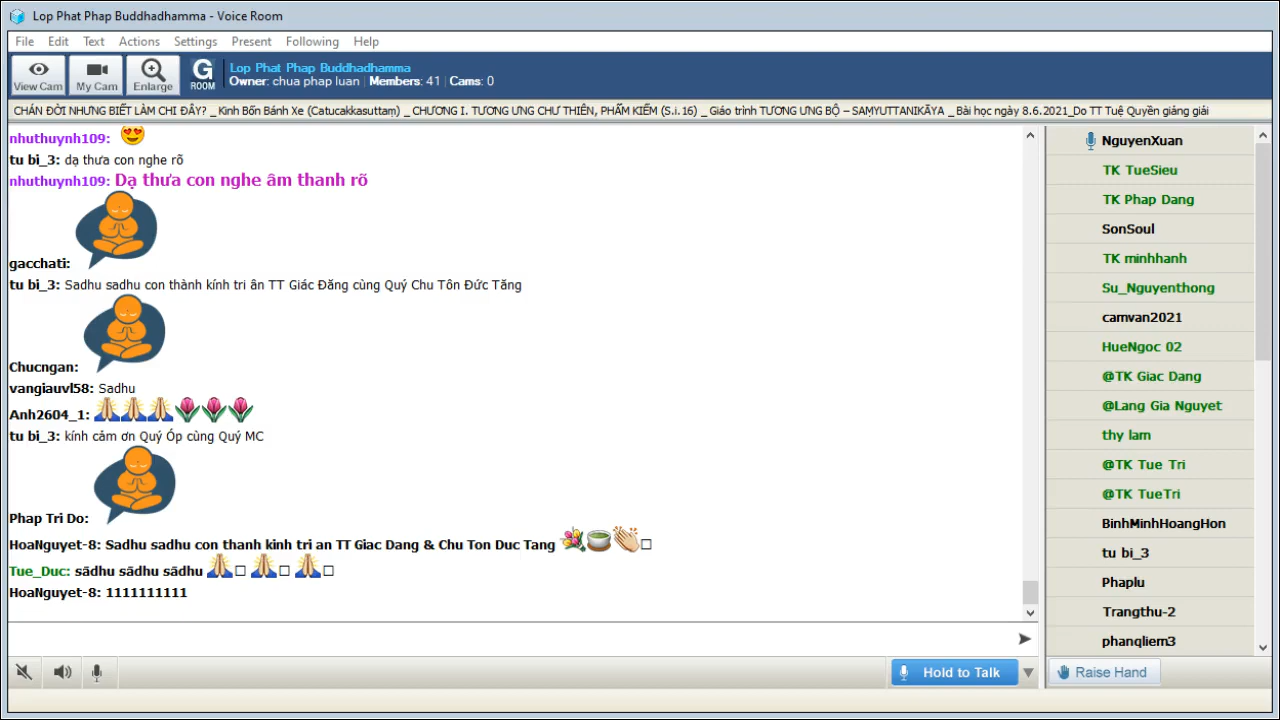 Lop Phat Phap Buddhadhamma - Voice Room
File Edit Text Actions Settings Present Following Help
View Cam My Cam Enlarge G ROOM
Lop Phat Phap Buddhadhamma
Owner: chua phap luan Members: 41 Cams: 0
CHÁN ĐỜI NHƯNG BIẾT LÀM CHI ĐÂY? _ Kinh Bốn Bánh Xe (Catucakkasuttaṃ) _ CHƯƠNG I. TƯƠNG ƯNG CHƯ THIÊN, PHẨM KIẾM (S.i.16) _ Giáo trình TƯƠNG ƯNG BỘ – SAṂYUTTANIKĀYA _ Bài học ngày 8.6.2021_Do TT Tuệ Quyền giảng giải
nhuthuynh109:
tu bi_3: dạ thưa con nghe rõ
nhuthuynh109: Dạ thưa con nghe âm thanh rõ
gacchati:
tu bi_3: Sadhu sadhu con thành kính tri ân TT Giác Đăng cùng Quý Chu Tôn Đức Tăng
Chucngan:
vangiauvl58: Sadhu
Anh2604_1:
tu bi_3: kính cảm ơn Quý Óp cùng Quý MC
Phap Tri Do:
HoaNguyet-8: Sadhu sadhu con thanh kinh tri an TT Giac Dang & Chu Ton Duc Tang
Tue_Duc: sādhu sādhu sādhu
HoaNguyet-8: 1111111111
NguyenXuan
TK TueSieu
TK Phap Dang
SonSoul
TK minhhanh
Su_Nguyenthong
camvan2021
HueNgoc 02
@TK Giac Dang
@Lang Gia Nguyet
thy lam
@TK Tue Tri
@TK TueTri
BinhMinhHoangHon
tu bi_3
Phaplu
Trangthu-2
phanqliem3
Hold to Talk
Raise Hand